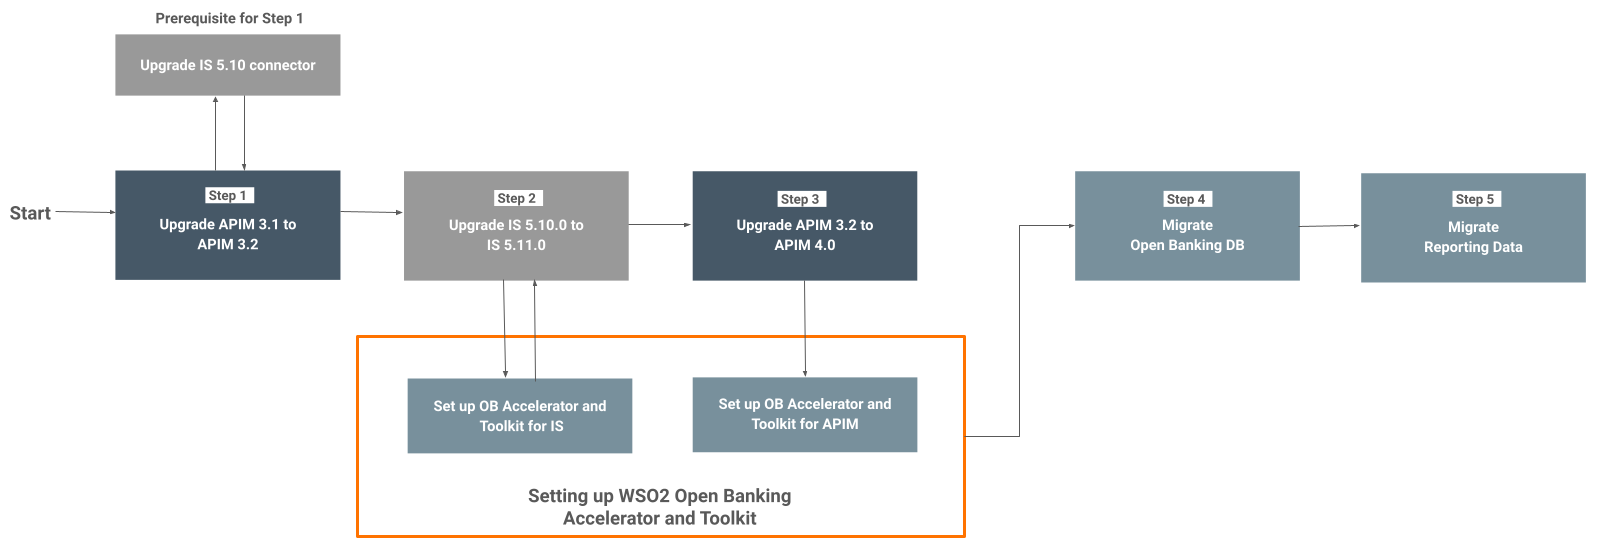 Prerequisite for Step 1
Upgrade IS 5.10 connector
Start
Step 1
Upgrade APIM 3.1 to
APIM 3.2
Step 2
Upgrade IS 5.10.0 to
IS 5.11.0
Step 3
Upgrade APIM 3.2 to
APIM 4.0
Step 4
Migrate
Open Banking DB
Step 5
Migrate
Reporting Data
Set up OB Accelerator and
Toolkit for IS
Set up OB Accelerator and
Toolkit for APIM
Setting up WSO2 Open Banking
Accelerator and Toolkit